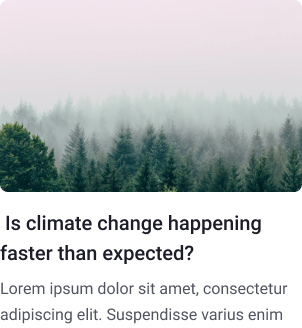 Is climate change happening
faster than expected?
Lorem ipsum dolor sit amet, consectetur
adipiscing elit. Suspendisse varius enim